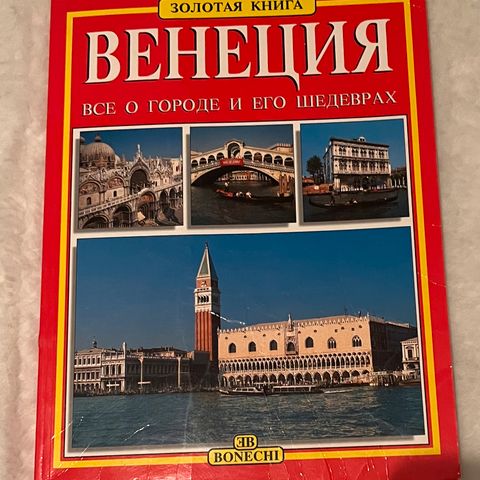 ЗОЛОТАЯ КНИГА
ВЕНЕЦИЯ
ВСЕ О ГОРОДЕ И ЕГО ШЕДЕВРАХ
BONECHI